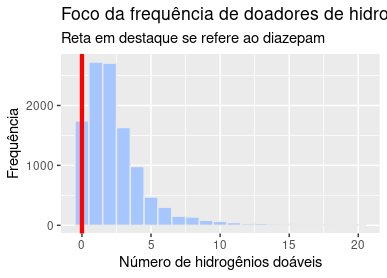 Foco da frequência de doadores de hidro
Reta em destaque se refere ao diazepam
Frequência
2000
1000
0
0 5 10 15 20
Número de hidrogênios doáveis